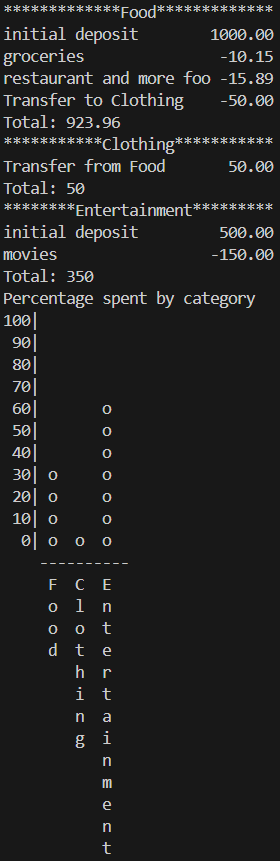 *************Food*************
initial deposit        1000.00
groceries               -10.15
restaurant and more foo -15.89
Transfer to Clothing    -50.00
Total: 923.96
***********Clothing***********
Transfer from Food       50.00
Total: 50
********Entertainment*********
initial deposit         500.00
movies                 -150.00
Total: 350
Percentage spent by category
100|
 90|
 80|
 70|
 60|       o
 50|       o
 40|       o
 30| o     o
 20| o     o
 10| o     o
  0| o  o  o
    ----------
     F  C  E
     o  l  n
     o  o  t
     d  t  e
        h  r
        i  t
        n  a
        g  i
           n
           m
           e
           n
           t